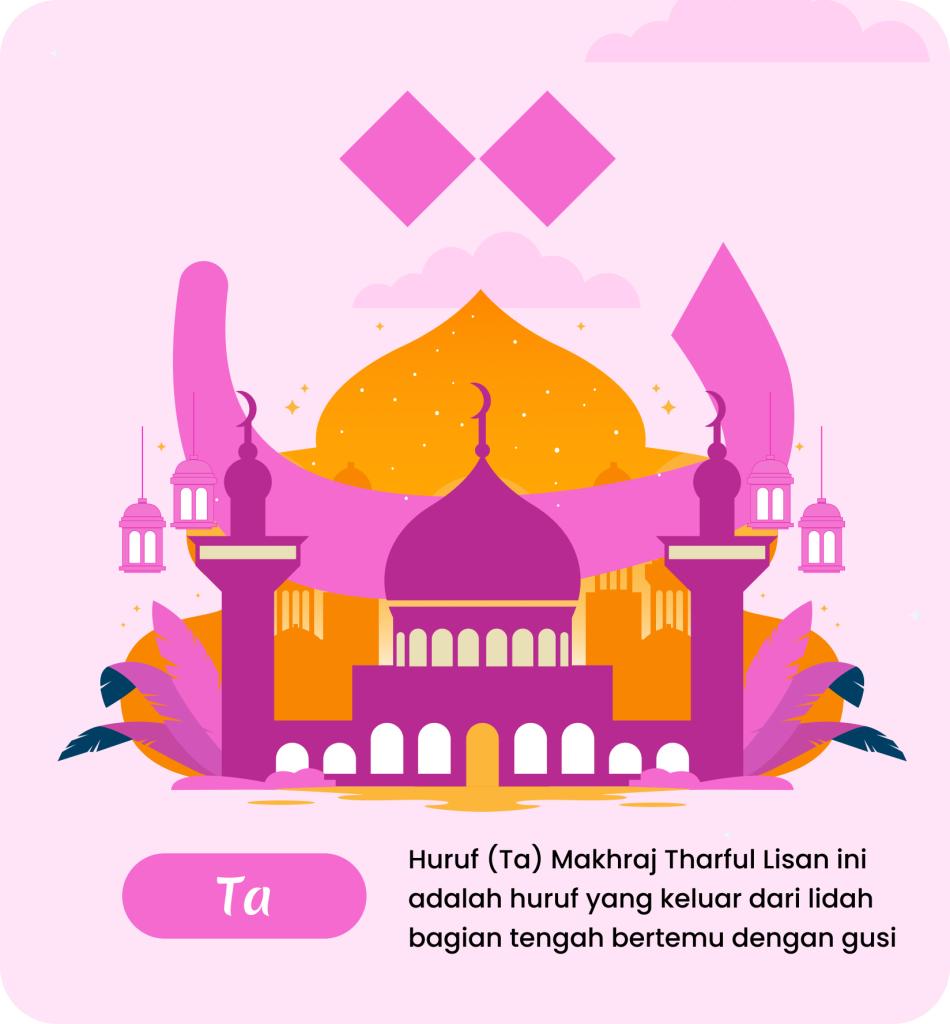 ت
Ta
Huruf (Ta) Makhraj Tharful Lisan ini
adalah huruf yang keluar dari lidah
bagian tengah bertemu dengan gusi